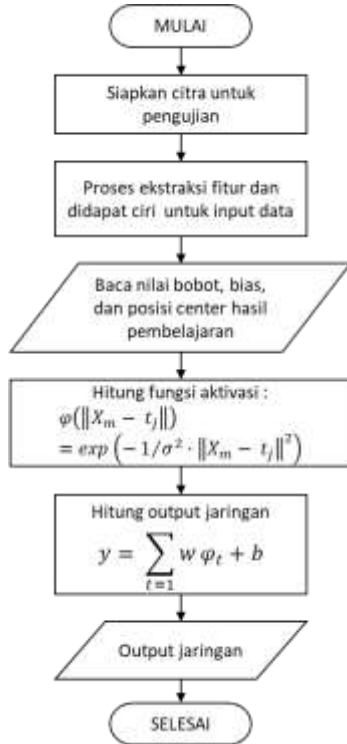 MULAI
Siapkan citra untuk
pengujian
Proses ekstraksi fitur dan
didapat ciri untuk input data
Baca nilai bobot, bias,
dan posisi center hasil
pembelajaran
Hitung fungsi aktivasi :
φ(‖X_m − t_j‖)
= exp(−1/σ² · ‖X_m − t_j‖²)
Hitung output jaringan
y = ∑_{t=1} w φ_t + b
Output jaringan
SELESAI